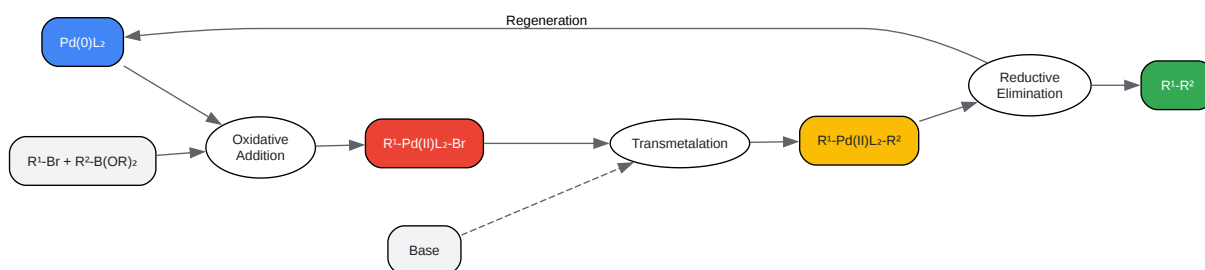 Regeneration
Pd(0)L₂
Reductive
Elimination
R¹-R²
Oxidative
Addition
R¹-Br + R²-B(OR)₂
R¹-Pd(II)L₂-Br
Transmetalation
R¹-Pd(II)L₂-R²
Base